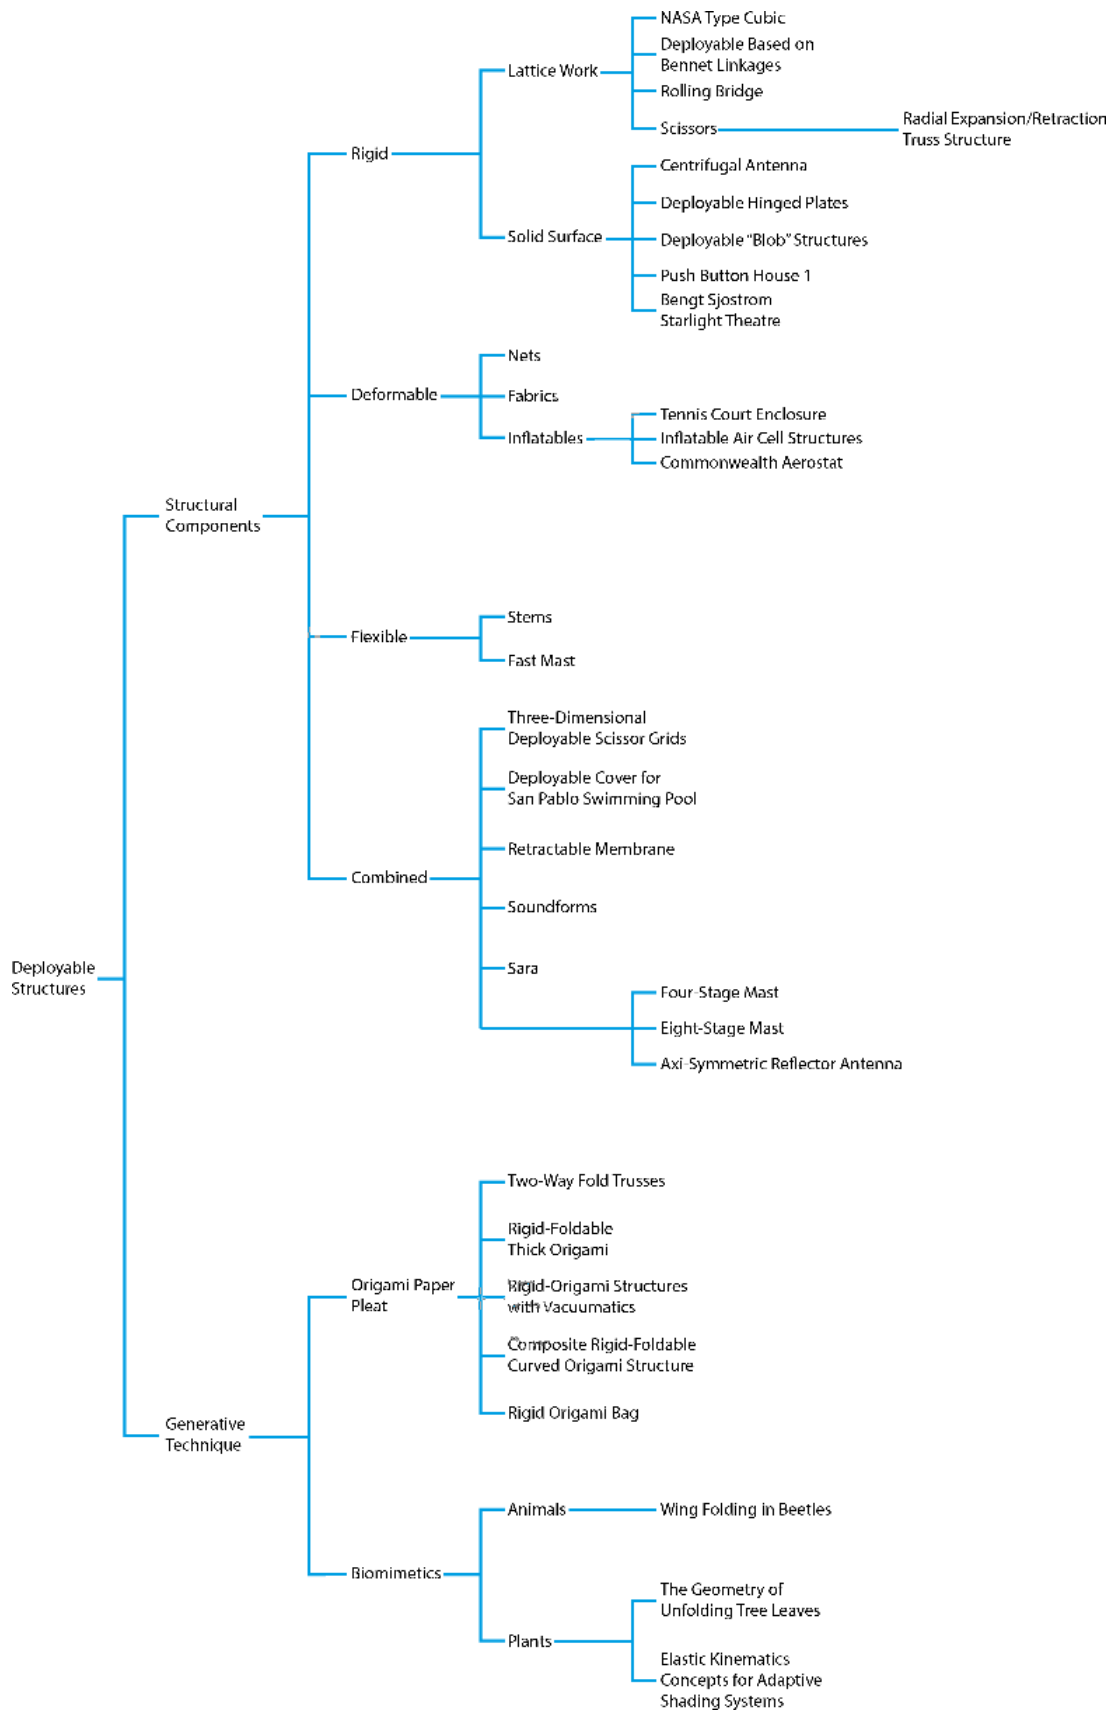 NASA Type Cubic
Deployable Based on
Bennet Linkages
Lattice Work
Rolling Bridge
Scissors
Radial Expansion/Retraction
Truss Structure
Rigid
Centrifugal Antenna
Deployable Hinged Plates
Solid Surface
Deployable "Blob" Structures
Push Button House 1
Bengt Sjostrom
Starlight Theatre
Nets
Deformable
Fabrics
Inflatables
Tennis Court Enclosure
Inflatable Air Cell Structures
Commonwealth Aerostat
Structural
Components
Stems
Flexible
Fast Mast
Three-Dimensional
Deployable Scissor Grids
Deployable Cover for
San Pablo Swimming Pool
Retractable Membrane
Combined
Soundforms
Sara
Deployable
Structures
Four-Stage Mast
Eight-Stage Mast
Axi-Symmetric Reflector Antenna
Two-Way Fold Trusses
Rigid-Foldable
Thick Origami
Origami Paper
Pleat
Rigid-Origami Structures
with Vacuumatics
Composite Rigid-Foldable
Curved Origami Structure
Rigid Origami Bag
Generative
Technique
Animals
Wing Folding in Beetles
Biomimetics
The Geometry of
Unfolding Tree Leaves
Plants
Elastic Kinematics
Concepts for Adaptive
Shading Systems